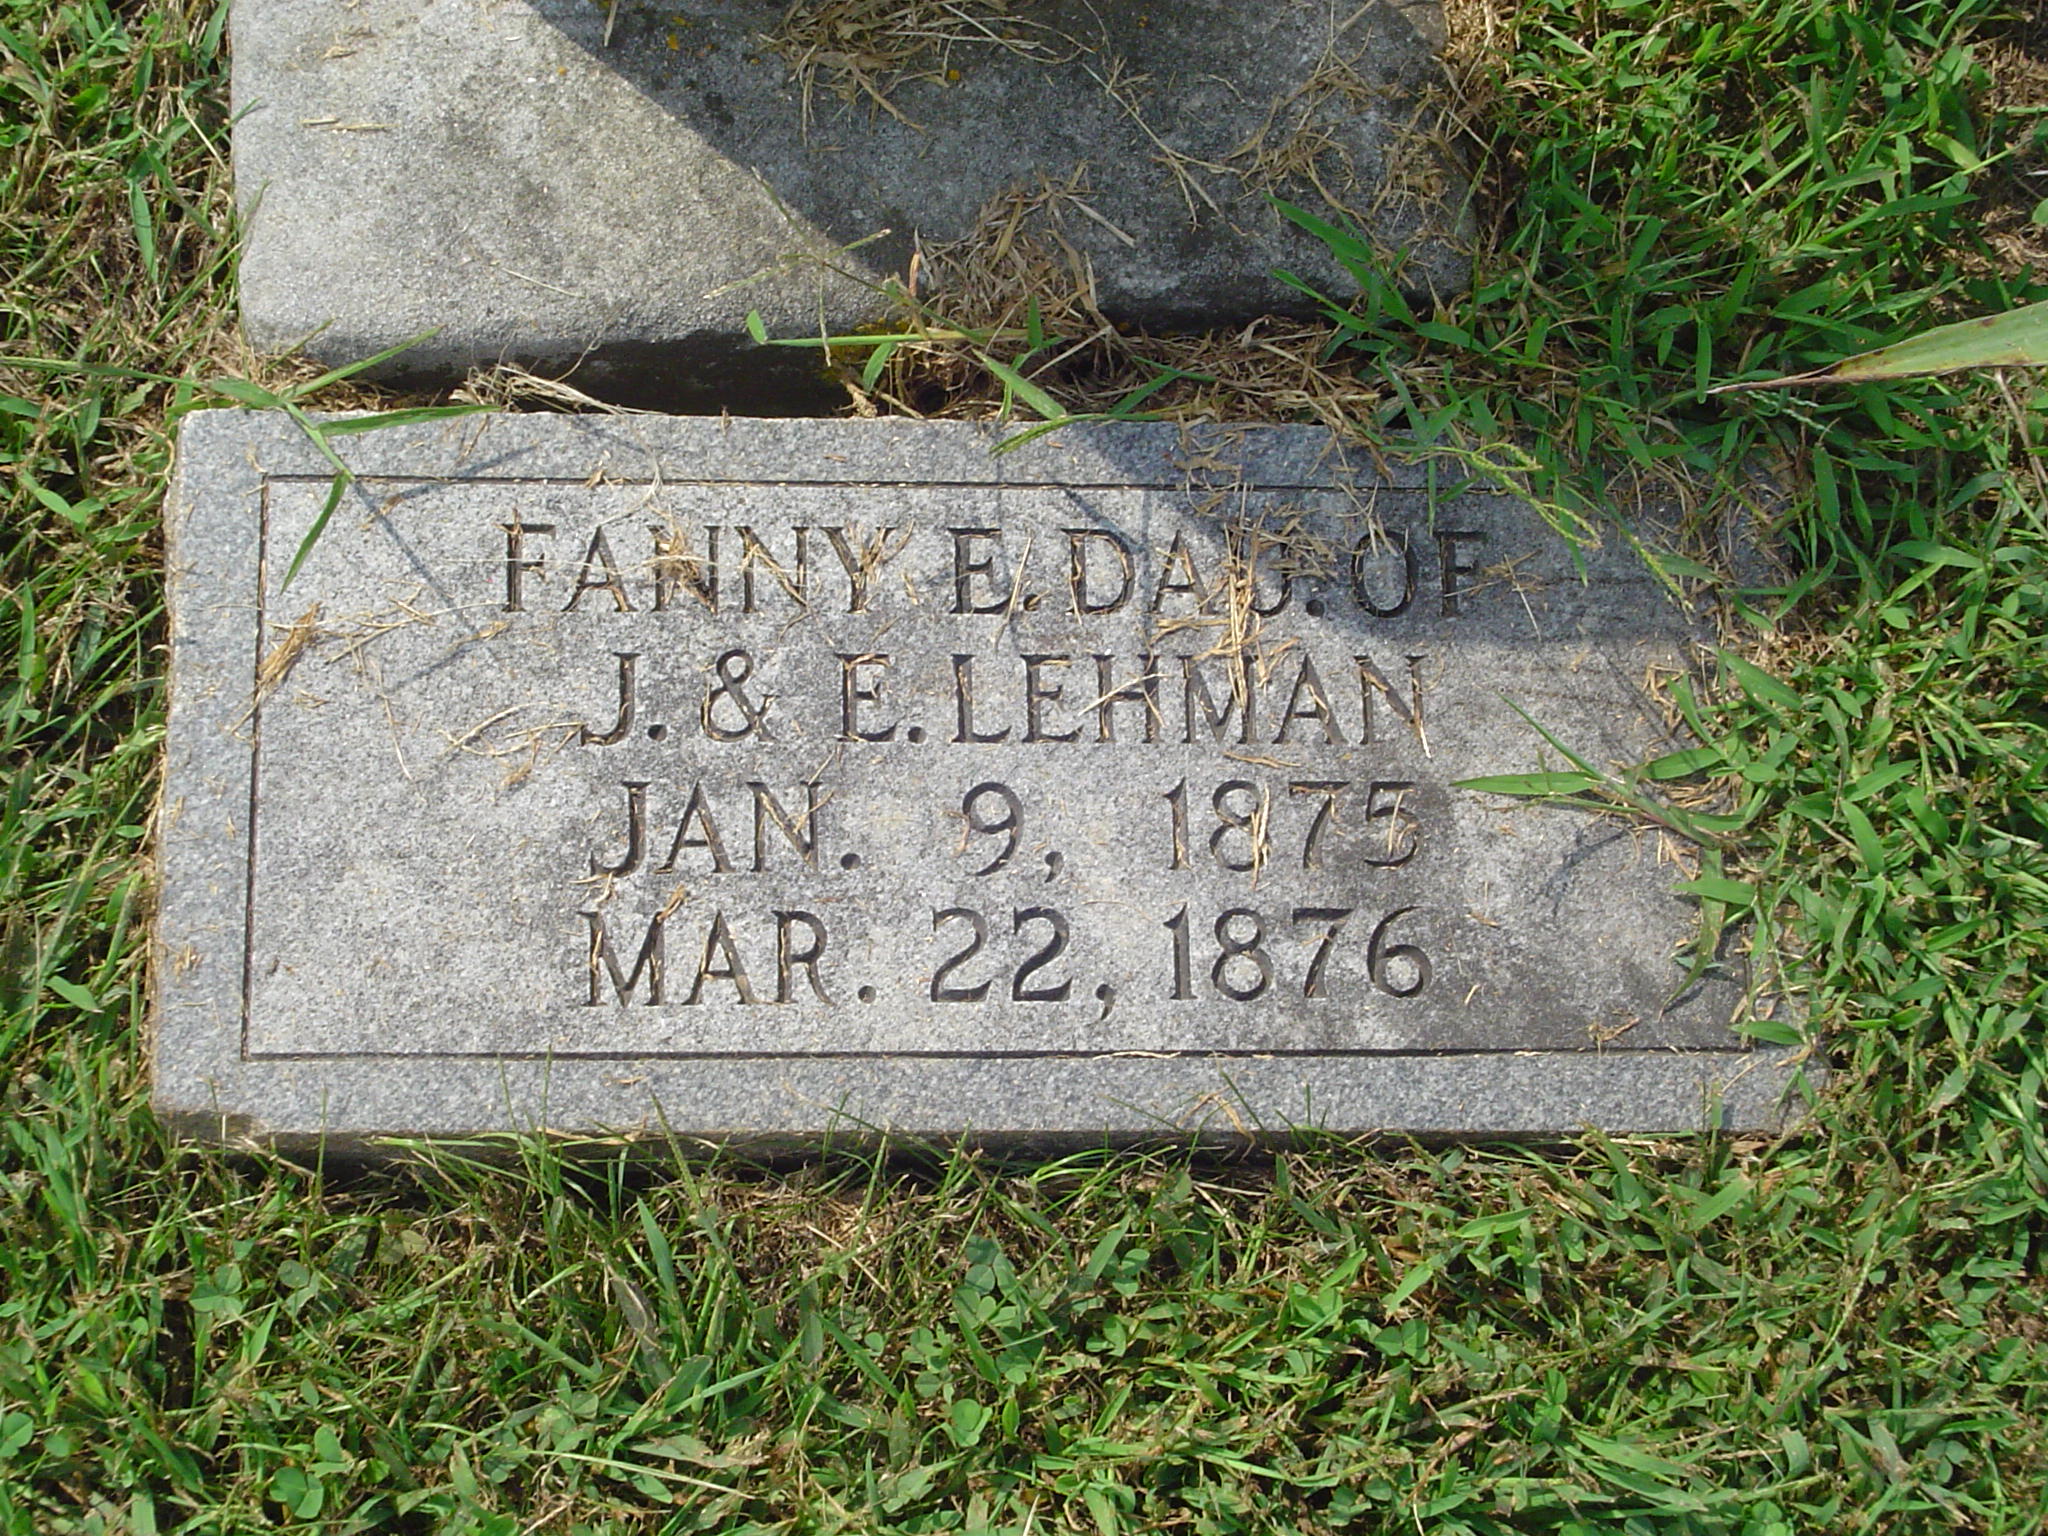 FANNY E. DAU. OF
J. & E. LEHMAN
JAN. 9, 1875
MAR. 22, 1876